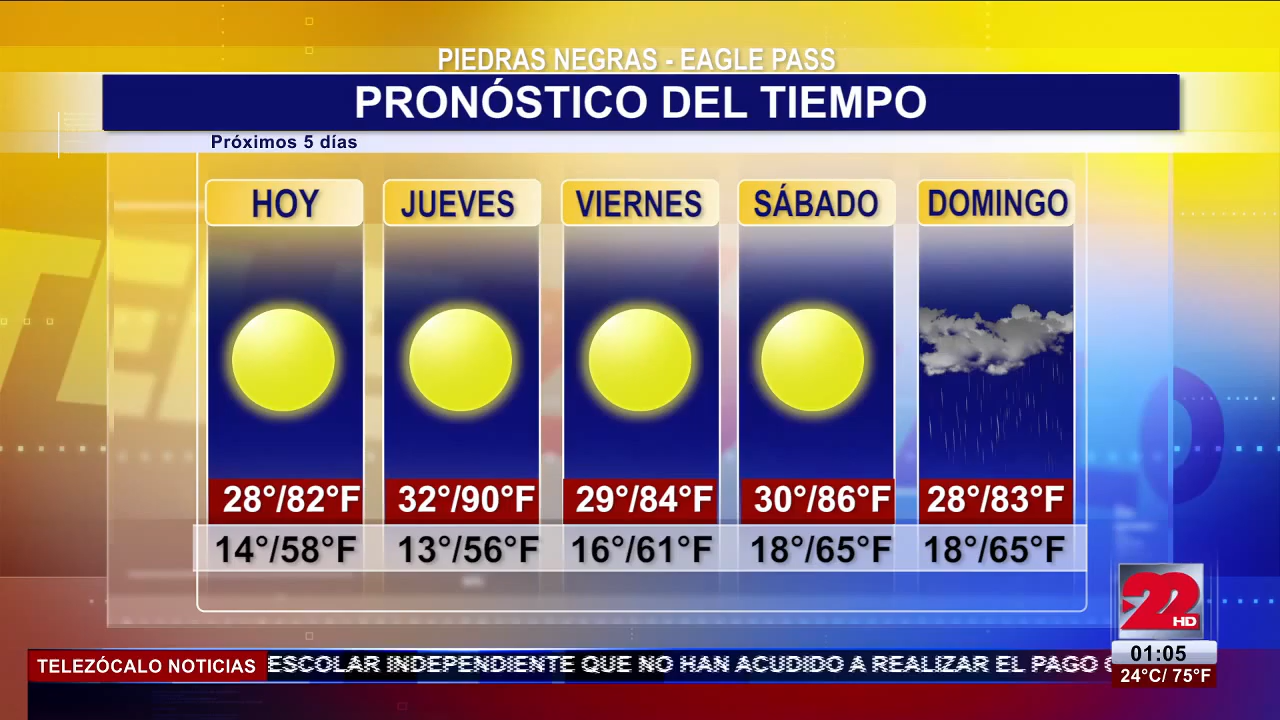 PIEDRAS NEGRAS - EAGLE PASS
PRONÓSTICO DEL TIEMPO
Próximos 5 días
HOY JUEVES VIERNES SÁBADO DOMINGO
28°/82°F 32°/90°F 29°/84°F 30°/86°F 28°/83°F
14°/58°F 13°/56°F 16°/61°F 18°/65°F 18°/65°F
22 HD
TELEZÓCALO NOTICIAS ESCOLAR INDEPENDIENTE QUE NO HAN ACUDIDO A REALIZAR EL PAGO
01:05
24°C/ 75°F